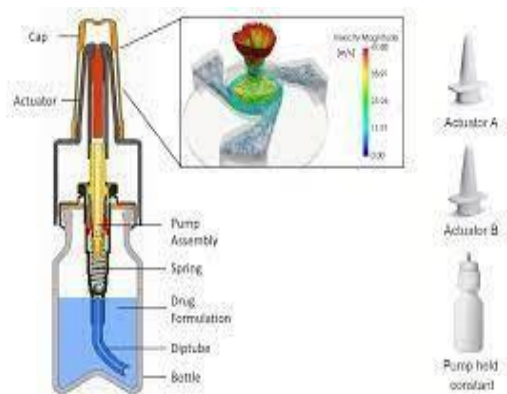 Cap
Actuator
Pump
Assembly
Spring
Drug
Formulation
Diptube
Bottle
Velocity Magnitude
[m/s]
0.00
Actuator A
Actuator B
Pump held
constant